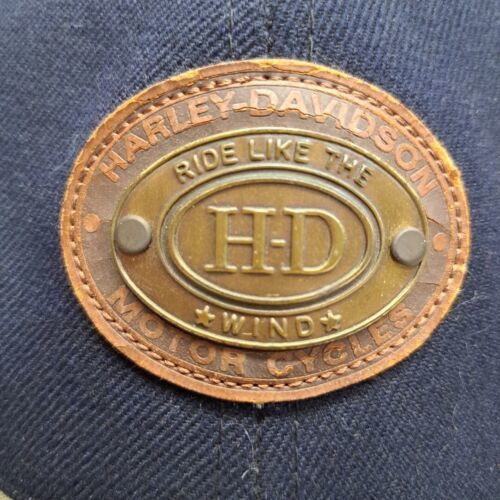 HARLEY-DAVIDSON
RIDE LIKE THE
H-D
★ WIND ★
MOTOR CYCLES